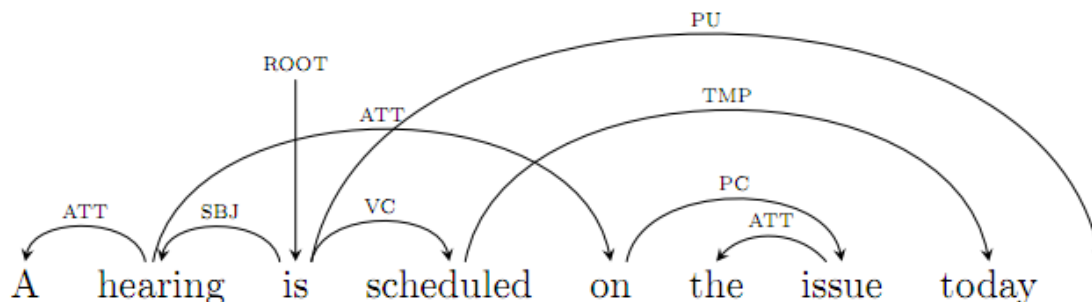 PU
ROOT
TMP
ATT
PC
ATT SBJ VC ATT
A hearing is scheduled on the issue today